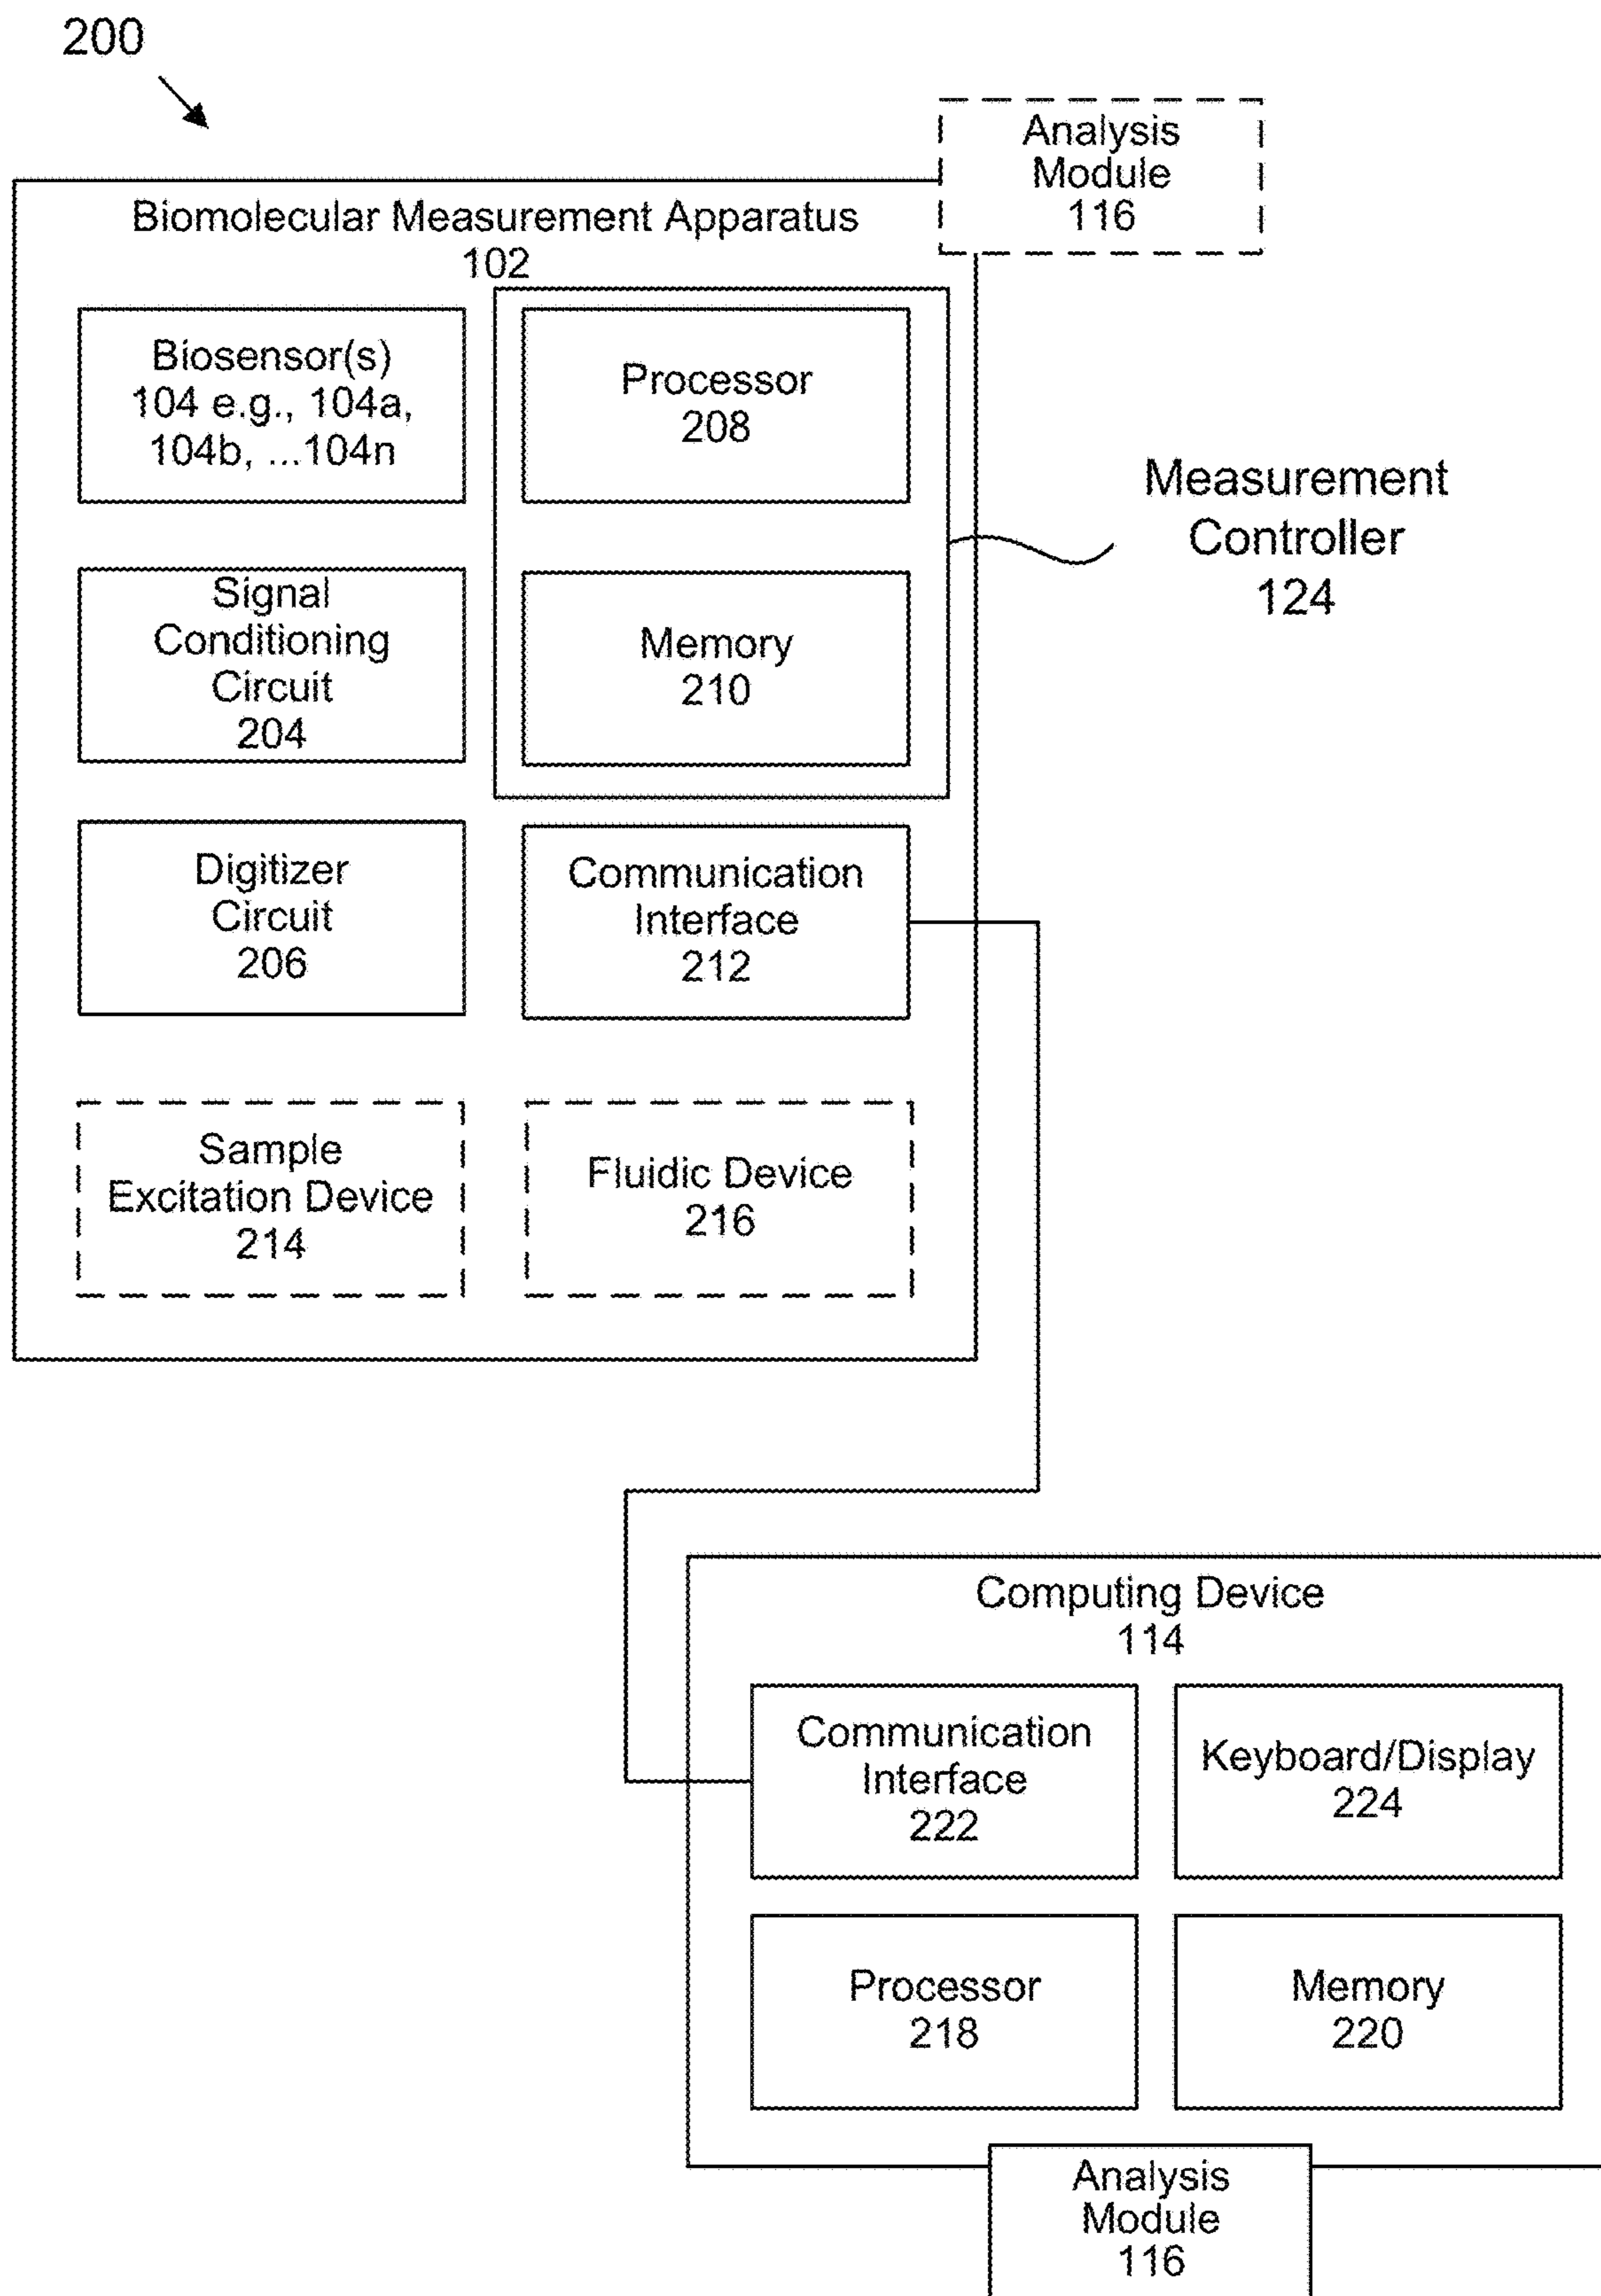 200
Analysis
Module
116
Biomolecular Measurement Apparatus
102
Biosensor(s)
104 e.g., 104a,
104b, ...104n
Processor
208
Measurement
Controller
124
Signal
Conditioning
Circuit
204
Memory
210
Digitizer
Circuit
206
Communication
Interface
212
Sample
Excitation Device
214
Fluidic Device
216
Computing Device
114
Communication
Interface
222
Keyboard/Display
224
Processor
218
Memory
220
Analysis
Module
116